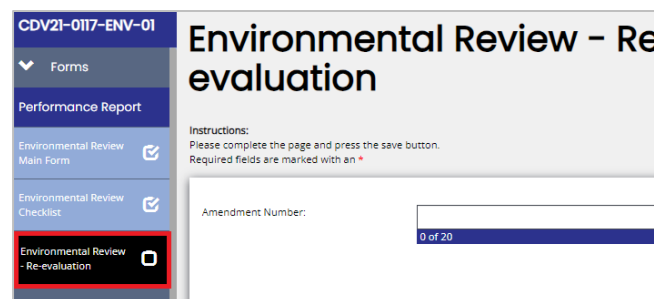 CDV21-0117-ENV-01
Forms
Performance Report
Environmental Review
Main Form
Environmental Review
Checklist
Environmental Review
- Re-evaluation
Environmental Review - Re
evaluation
Instructions:
Please complete the page and press the save button.
Required fields are marked with an *
Amendment Number:
0 of 20